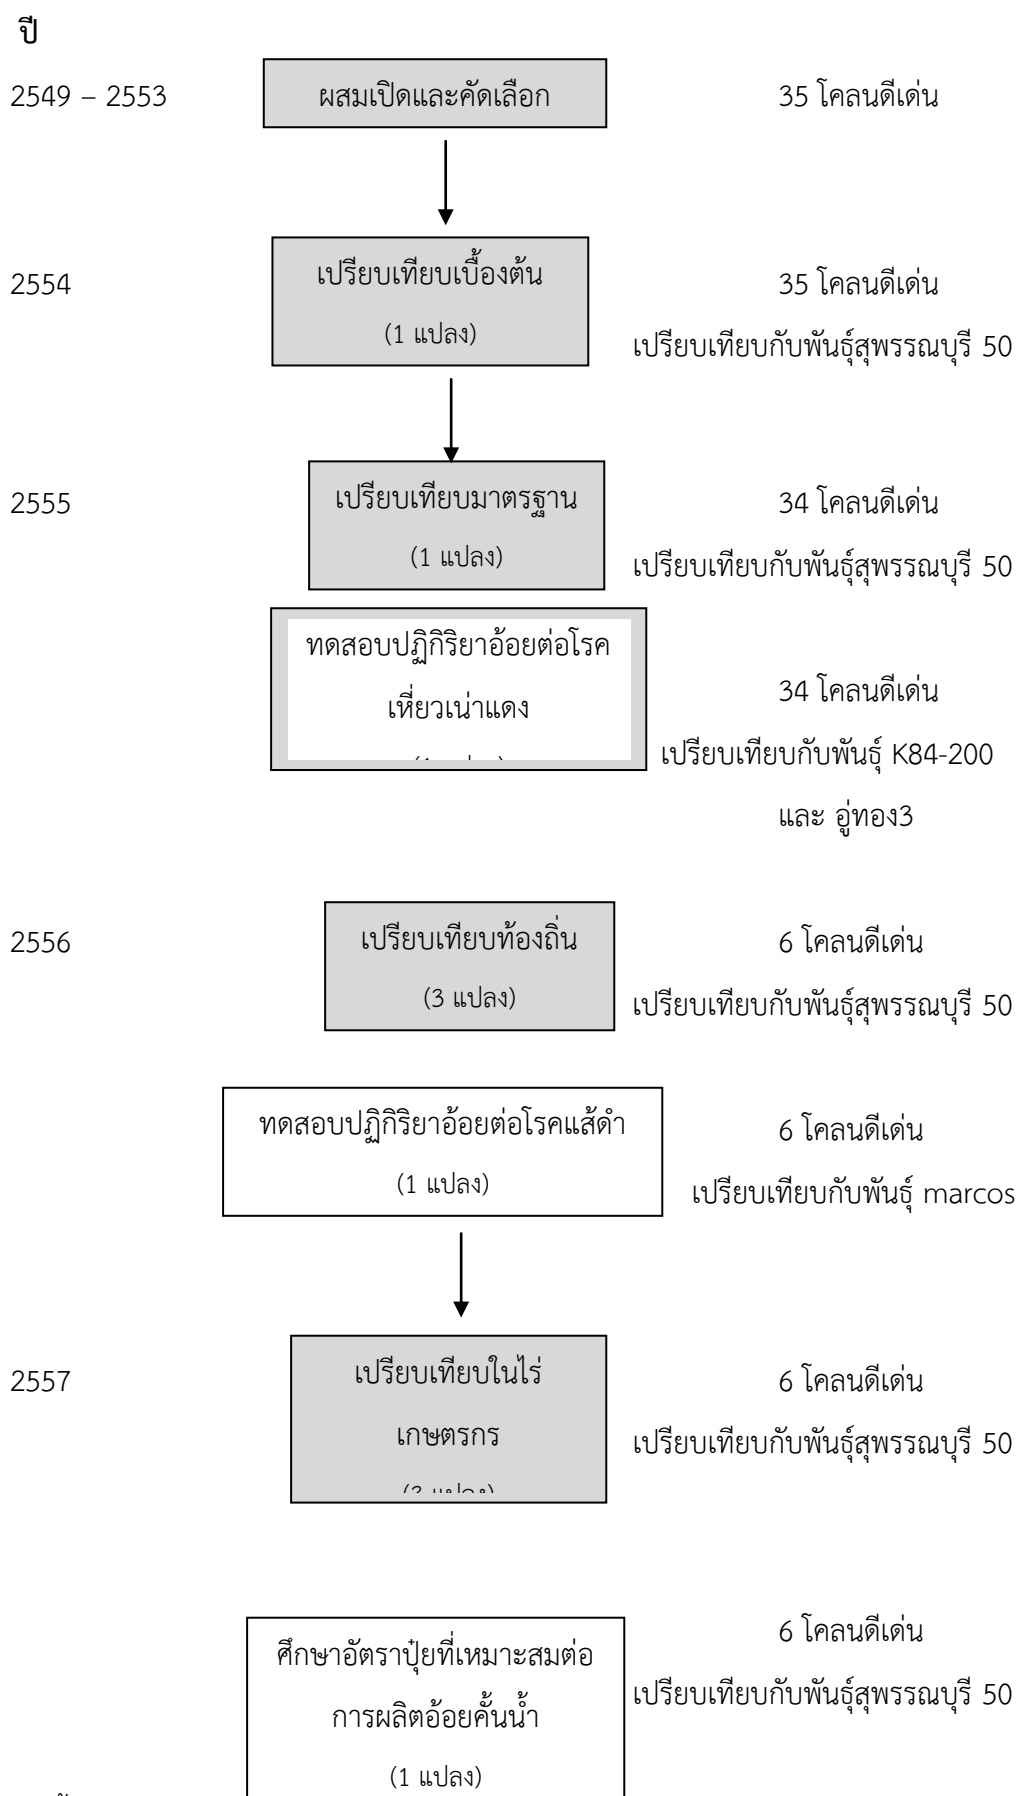 ปี
2549 – 2553
ผสมเปิดและคัดเลือก
35 โคลนดีเด่น
2554
เปรียบเทียบเบื้องต้น
(1 แปลง)
35 โคลนดีเด่น
เปรียบเทียบกับพันธุ์สุพรรณบุรี 50
2555
เปรียบเทียบมาตรฐาน
(1 แปลง)
34 โคลนดีเด่น
เปรียบเทียบกับพันธุ์สุพรรณบุรี 50
ทดสอบปฏิกิริยาอ้อยต่อโรค
เหี่ยวเน่าแดง
34 โคลนดีเด่น
เปรียบเทียบกับพันธุ์ K84-200
และ อู่ทอง3
2556
เปรียบเทียบท้องถิ่น
(3 แปลง)
6 โคลนดีเด่น
เปรียบเทียบกับพันธุ์สุพรรณบุรี 50
ทดสอบปฏิกิริยาอ้อยต่อโรคแส้ดำ
(1 แปลง)
6 โคลนดีเด่น
เปรียบเทียบกับพันธุ์ marcos
2557
เปรียบเทียบในไร่
เกษตรกร
6 โคลนดีเด่น
เปรียบเทียบกับพันธุ์สุพรรณบุรี 50
ศึกษาอัตราปุ๋ยที่เหมาะสมต่อ
การผลิตอ้อยคั้นน้ำ
(1 แปลง)
6 โคลนดีเด่น
เปรียบเทียบกับพันธุ์สุพรรณบุรี 50